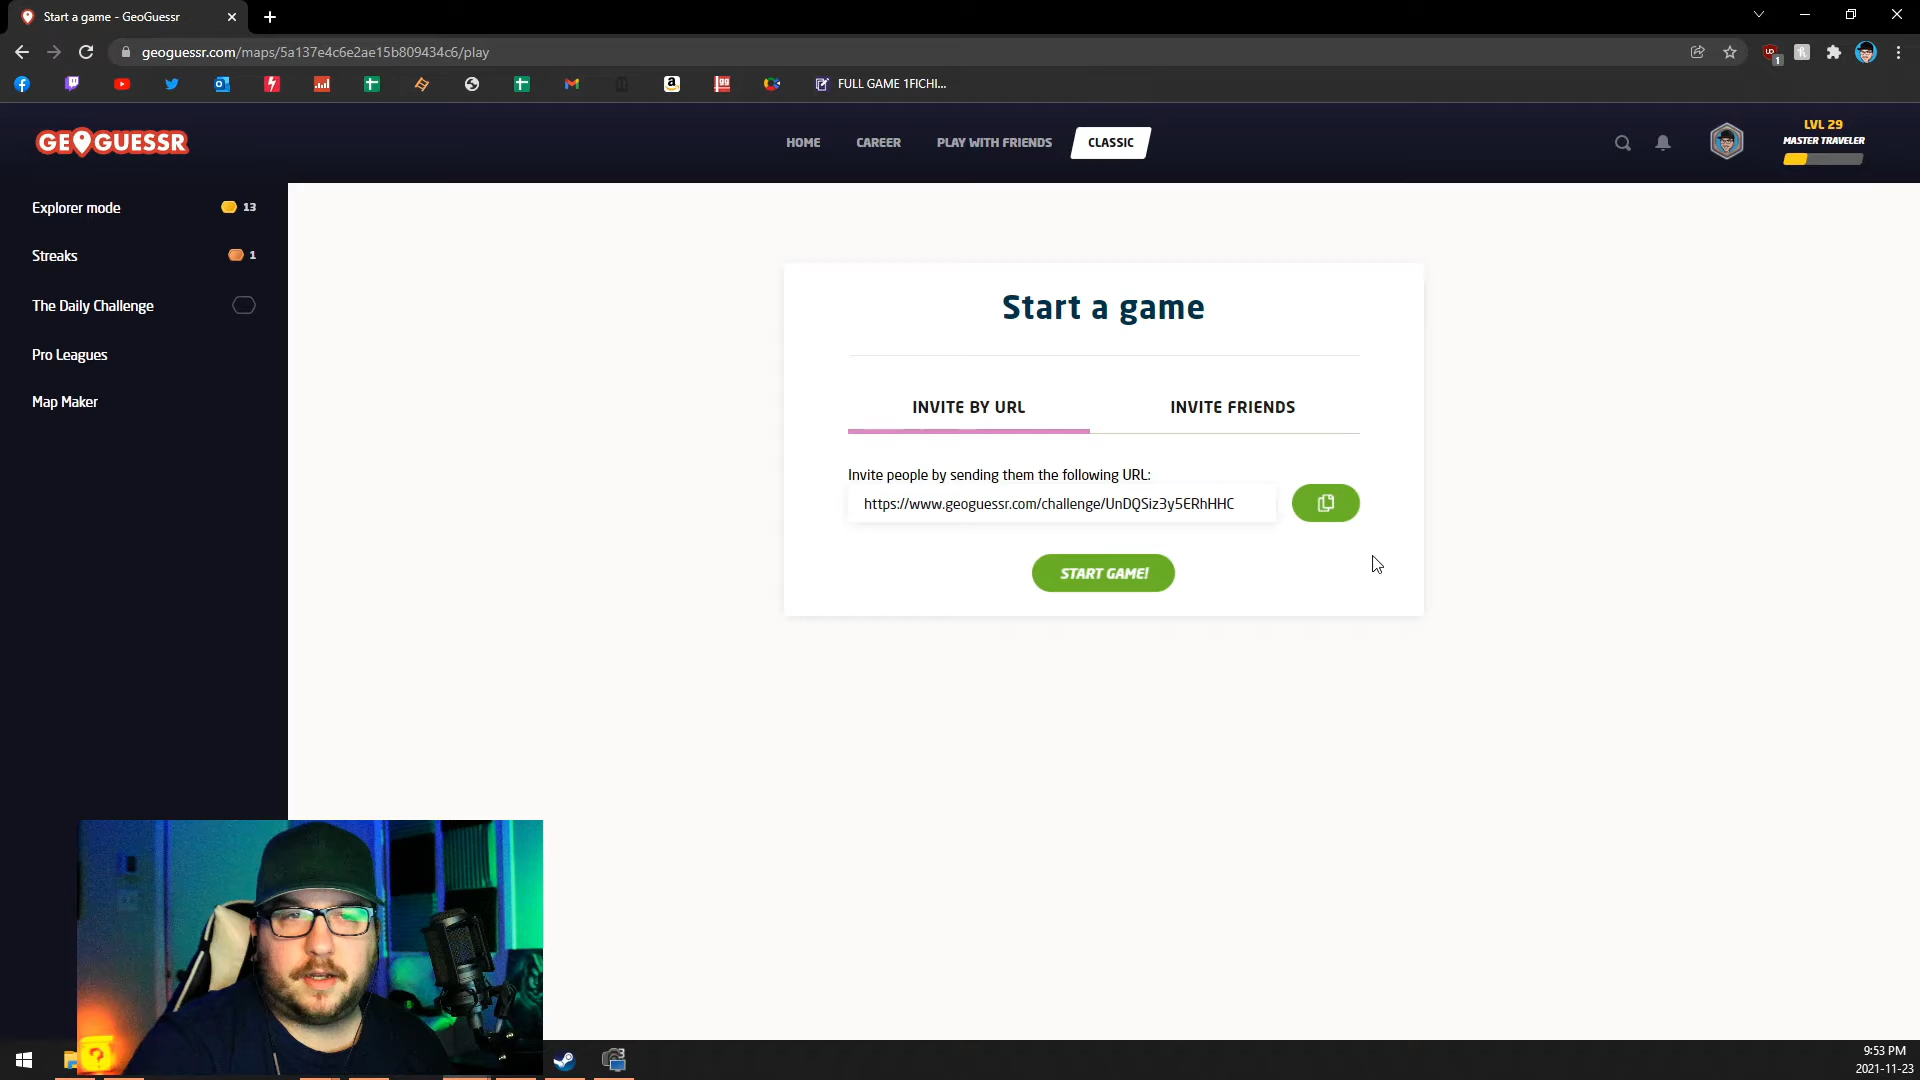 Start a game - GeoGuessr
geoguessr.com/maps/5a137e4c6e2ae15b809434c6/play
1
FULL GAME 1FICHI...
GEOGUESSR
HOME
CAREER
PLAY WITH FRIENDS
CLASSIC
LVL 29
MASTER TRAVELER
Explorer mode 13
Streaks 1
The Daily Challenge
Pro Leagues
Map Maker
Start a game
INVITE BY URL
INVITE FRIENDS
Invite people by sending them the following URL:
https://www.geoguessr.com/challenge/UnDQSiz3y5ERhHHC
START GAME!
?
3
9:53 PM
2021-11-23